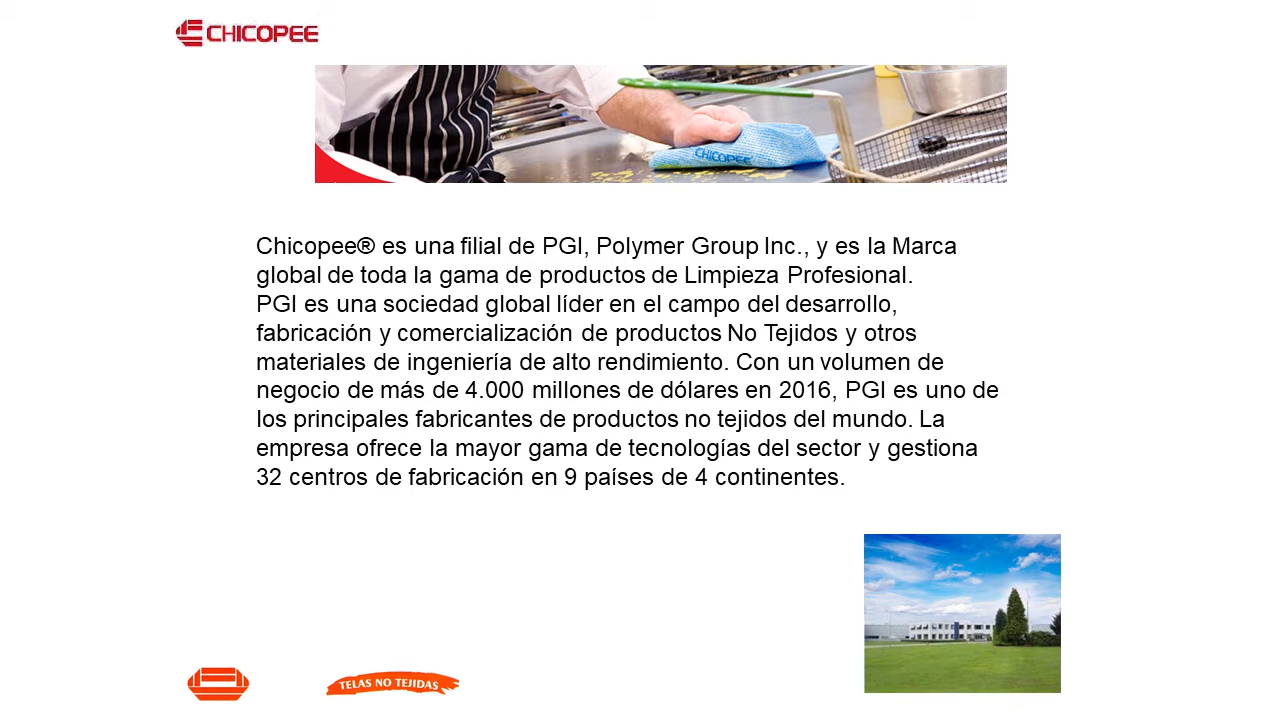 CHICOPEE
CHICOPEE
Chicopee® es una filial de PGI, Polymer Group Inc., y es la Marca
global de toda la gama de productos de Limpieza Profesional.
PGI es una sociedad global líder en el campo del desarrollo,
fabricación y comercialización de productos No Tejidos y otros
materiales de ingeniería de alto rendimiento. Con un volumen de
negocio de más de 4.000 millones de dólares en 2016, PGI es uno de
los principales fabricantes de productos no tejidos del mundo. La
empresa ofrece la mayor gama de tecnologías del sector y gestiona
32 centros de fabricación en 9 países de 4 continentes.
TELAS NO TEJIDAS